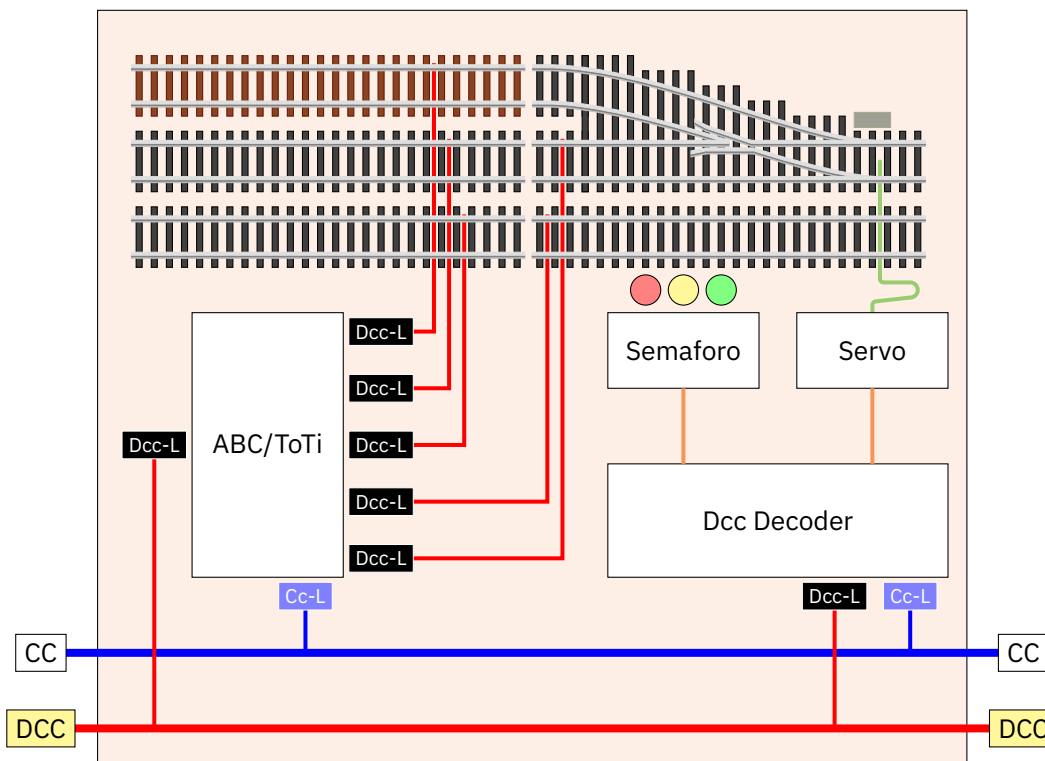 Dcc-L
Semaforo
Servo
Dcc-L
Dcc-L
ABC/ToTi
Dcc-L
Dcc-L
Dcc-L
Dcc Decoder
Dcc-L
Cc-L
Dcc-L
Cc-L
CC
CC
DCC
DCC